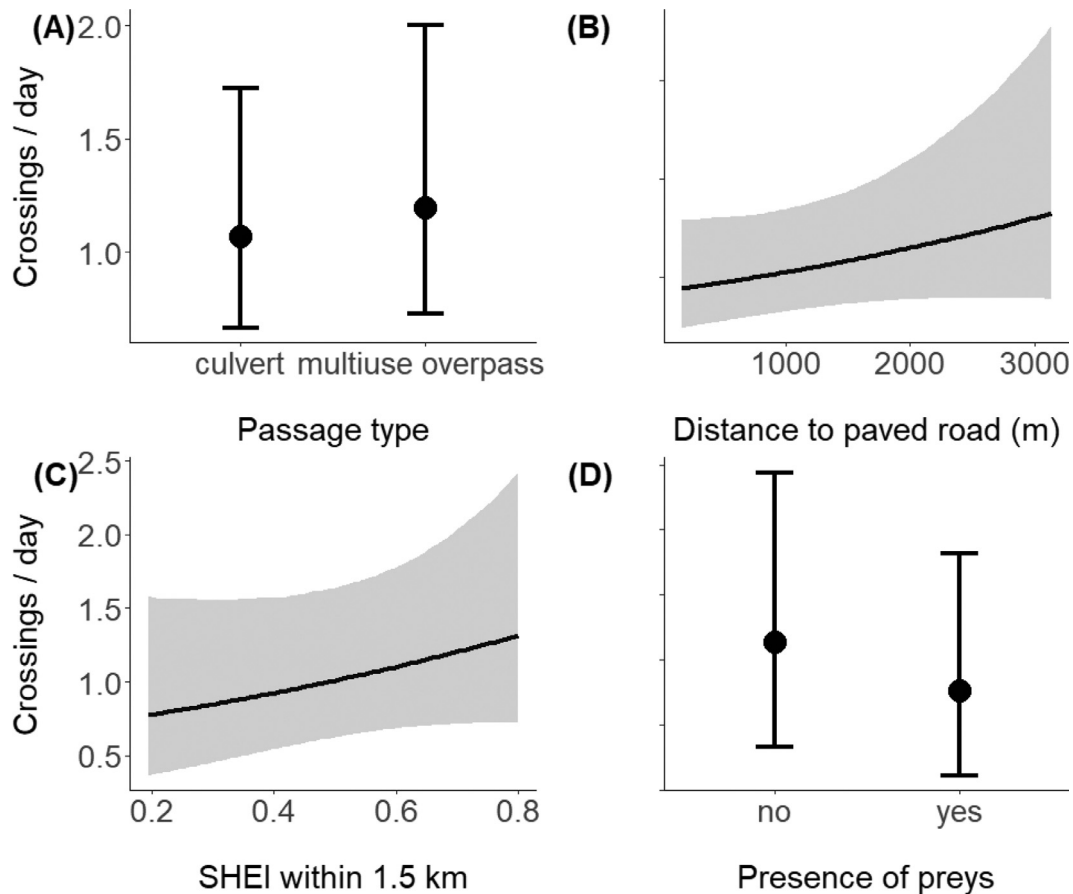 (A)
Crossings / day
2.0
1.5
1.0
culvert multiuse overpass
Passage type
(B)
1000 2000 3000
Distance to paved road (m)
(C)
Crossings / day
2.5
2.0
1.5
1.0
0.5
0.2 0.4 0.6 0.8
SHEI within 1.5 km
(D)
no yes
Presence of preys